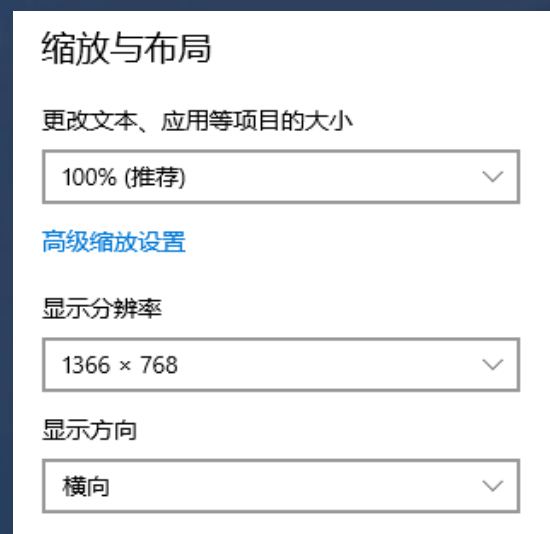 缩放与布局
更改文本、应用等项目的大小
100% (推荐)
高级缩放设置
显示分辨率
1366 × 768
显示方向
横向